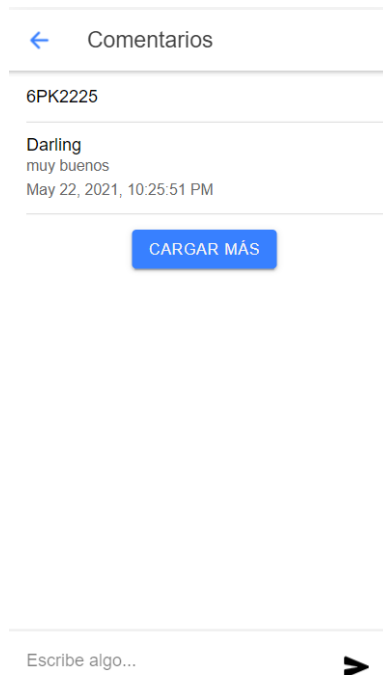 Comentarios
6PK2225
Darling
muy buenos
May 22, 2021, 10:25:51 PM
CARGAR MÁS
Escribe algo...